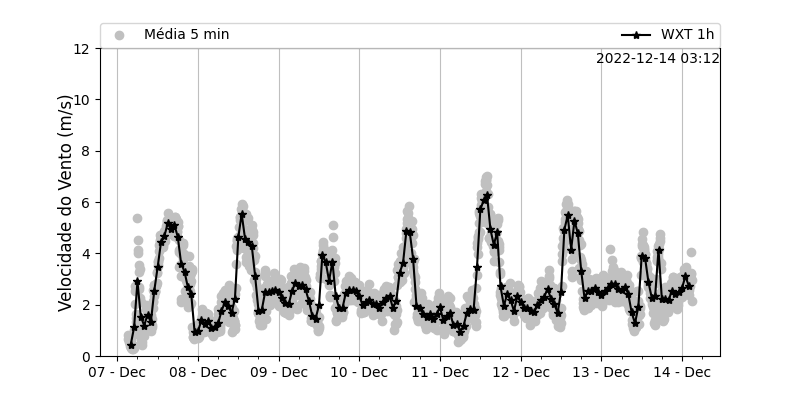 Média 5 min
WXT 1h
2022-12-14 03:12
Velocidade do Vento (m/s)
12
10
8
6
4
2
0
07 - Dec
08 - Dec
09 - Dec
10 - Dec
11 - Dec
12 - Dec
13 - Dec
14 - Dec